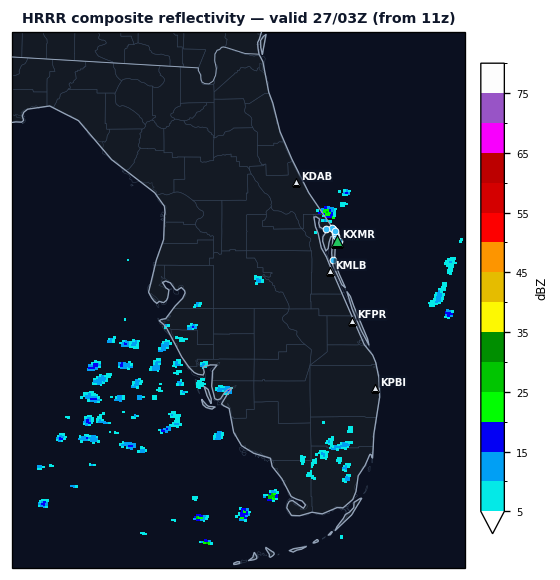 HRRR composite reflectivity — valid 27/03Z (from 11z)
KDAB
KXMR
KMLB
KFPR
KPBI
75
65
55
45
35
25
15
5
dBZ